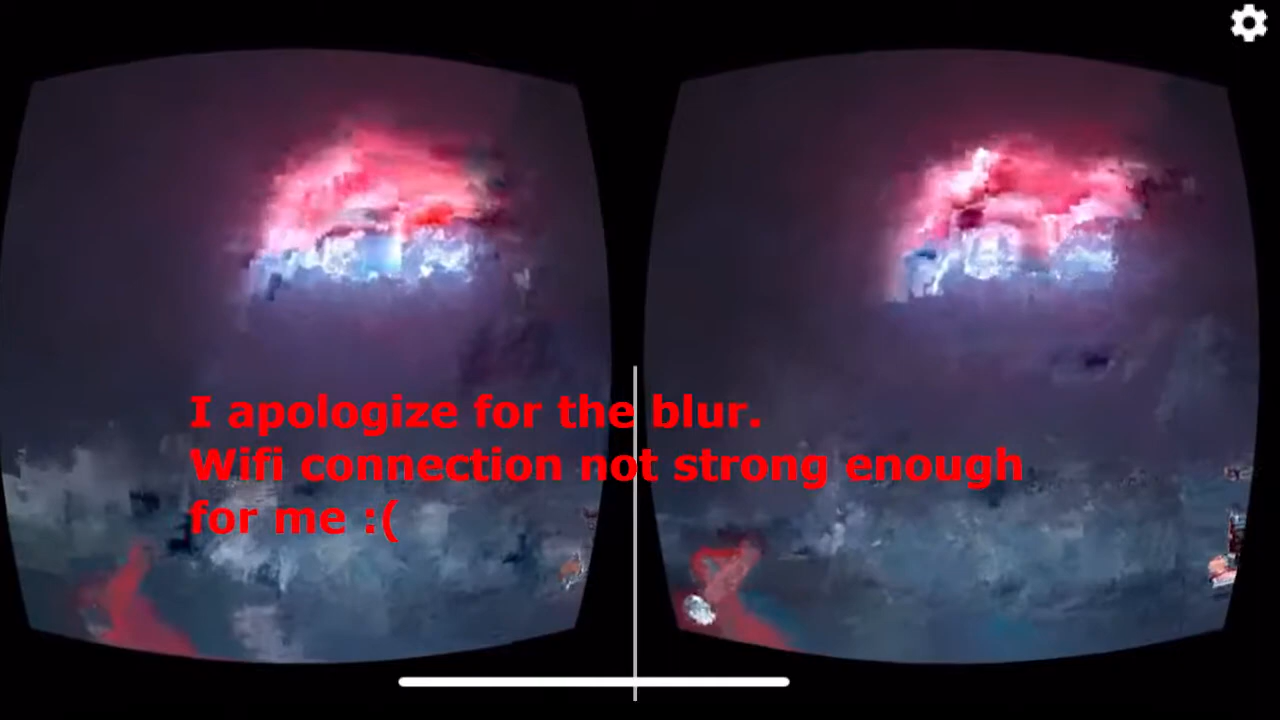 I apologize for the blur.
Wifi connection not strong enough
for me :(